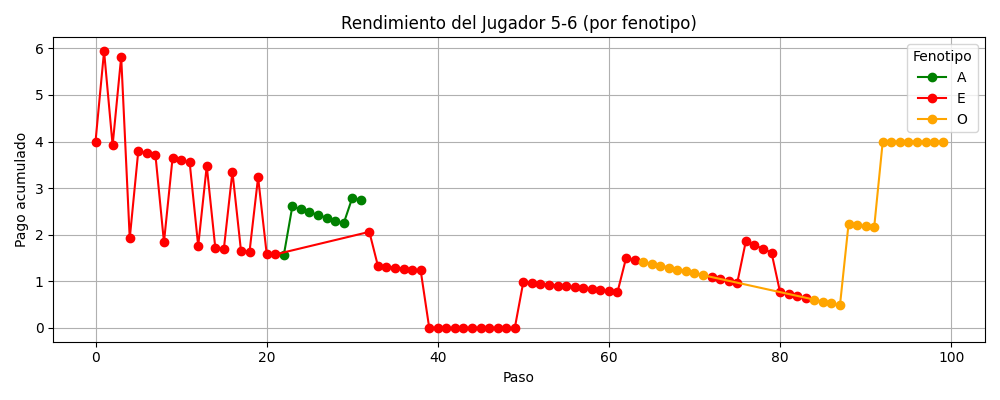 Rendimiento del Jugador 5-6 (por fenotipo)
Pago acumulado
6
5
4
3
2
1
0
0 20 40 60 80 100
Paso
Fenotipo
A
E
O